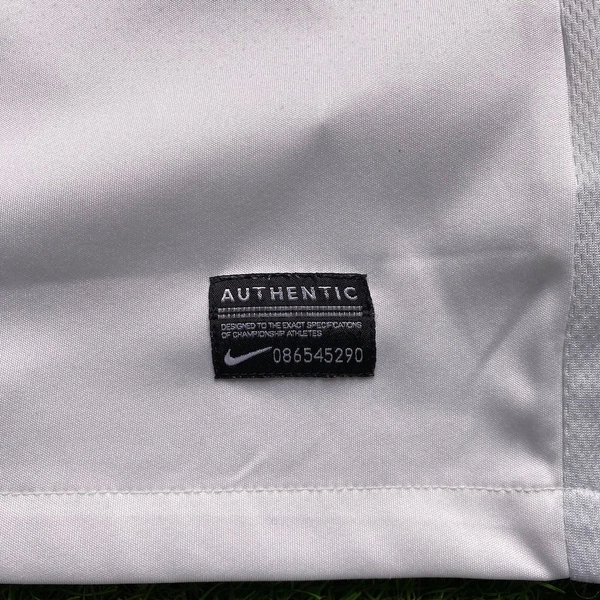 AUTHENTIC
DESIGNED TO THE EXACT SPECIFICATIONS
OF CHAMPIONSHIP ATHLETES
086545290